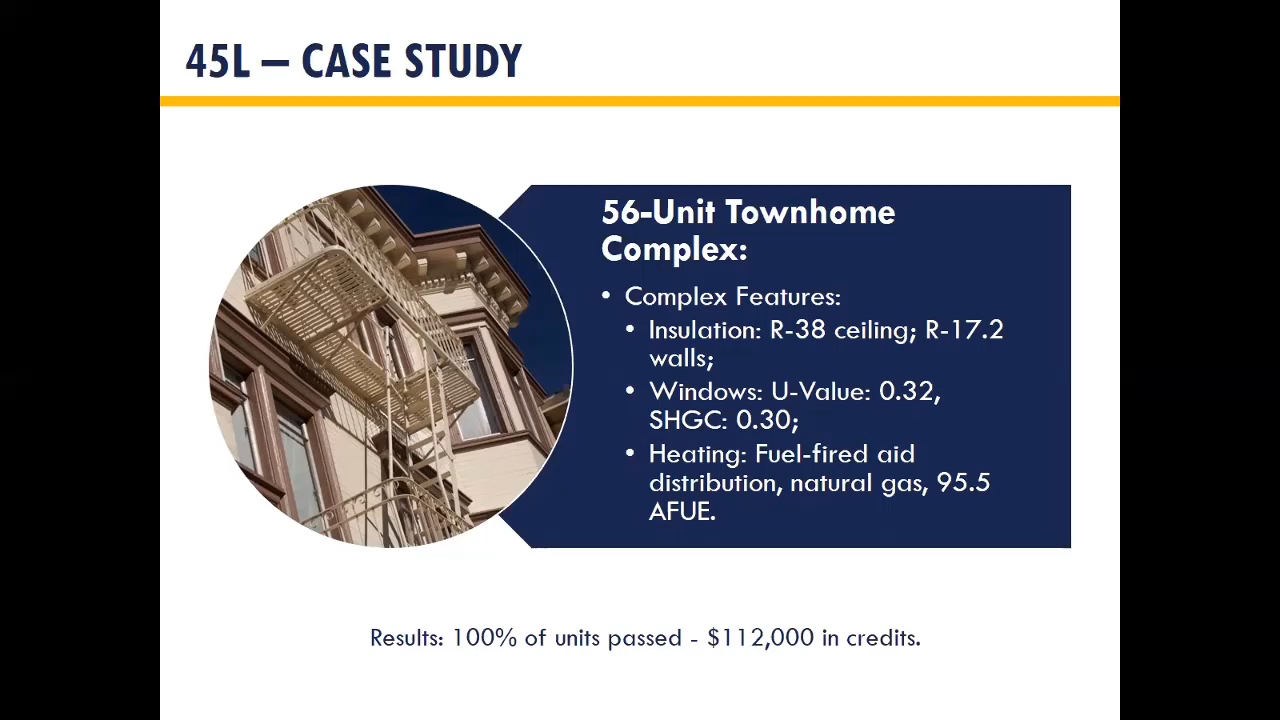 45L – CASE STUDY
56-Unit Townhome
Complex:
• Complex Features:
• Insulation: R-38 ceiling; R-17.2
walls;
• Windows: U-Value: 0.32,
SHGC: 0.30;
• Heating: Fuel-fired aid
distribution, natural gas, 95.5
AFUE.
Results: 100% of units passed - $112,000 in credits.